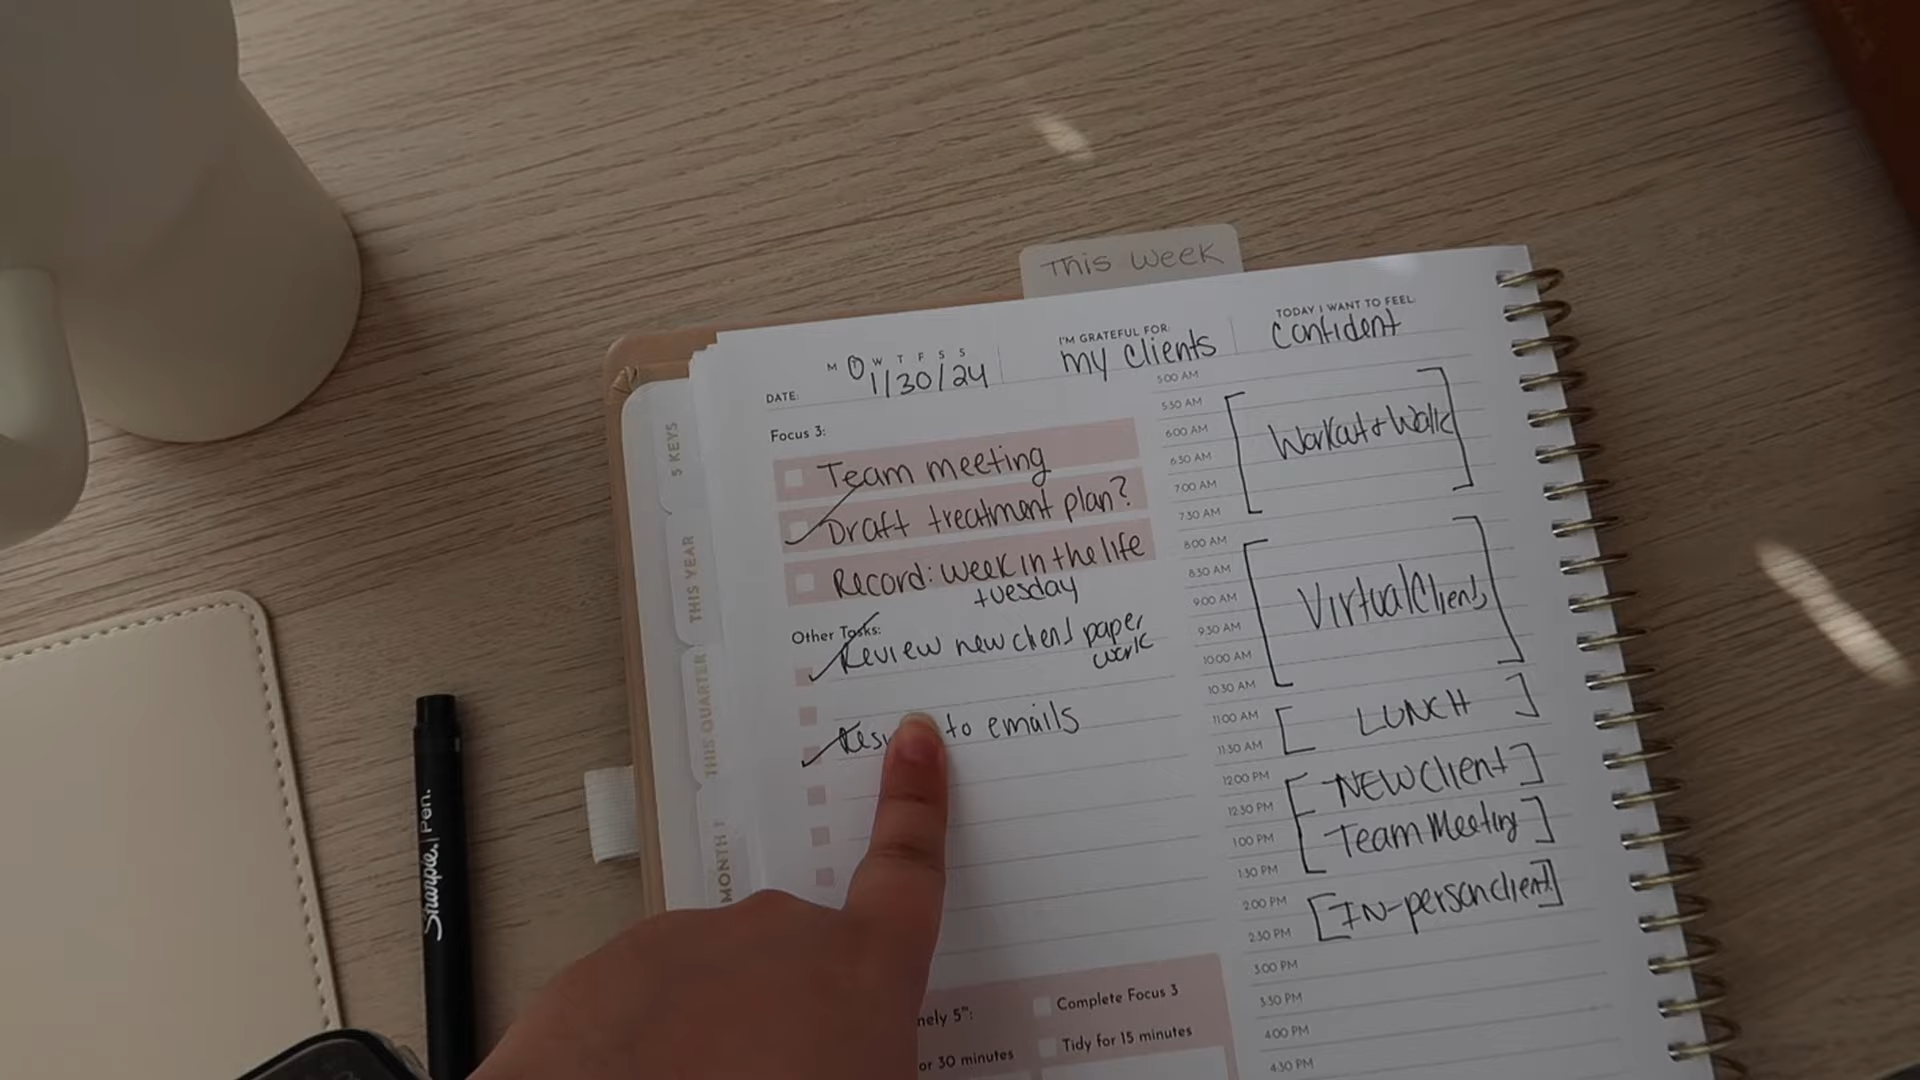 This Week
M T W T F S S
DATE: 1/30/24
I'M GRATEFUL FOR:
my clients
TODAY I WANT TO FEEL:
confident
Focus 3:
Team meeting
Draft treatment plan?
Record: week in the life
tuesday
Other Tasks:
Review new client paper
work
to emails
nely 5":
Complete Focus 3
or 30 minutes
Tidy for 15 minutes
5:00 AM
5:30 AM
6:00 AM
6:30 AM
7:00 AM
7:30 AM
Workout & Walk
8:00 AM
8:30 AM
9:00 AM
9:30 AM
10:00 AM
10:30 AM
Virtual Clients
11:00 AM
11:30 AM
LUNCH
12:00 PM
12:30 PM
NEW Client
1:00 PM
1:30 PM
Team Meeting
2:00 PM
2:30 PM
IN-person client
3:00 PM
3:30 PM
4:00 PM
4:30 PM
5 KEYS
THIS YEAR
THIS QUARTER
MONTH 1
Sharpie. Pen.